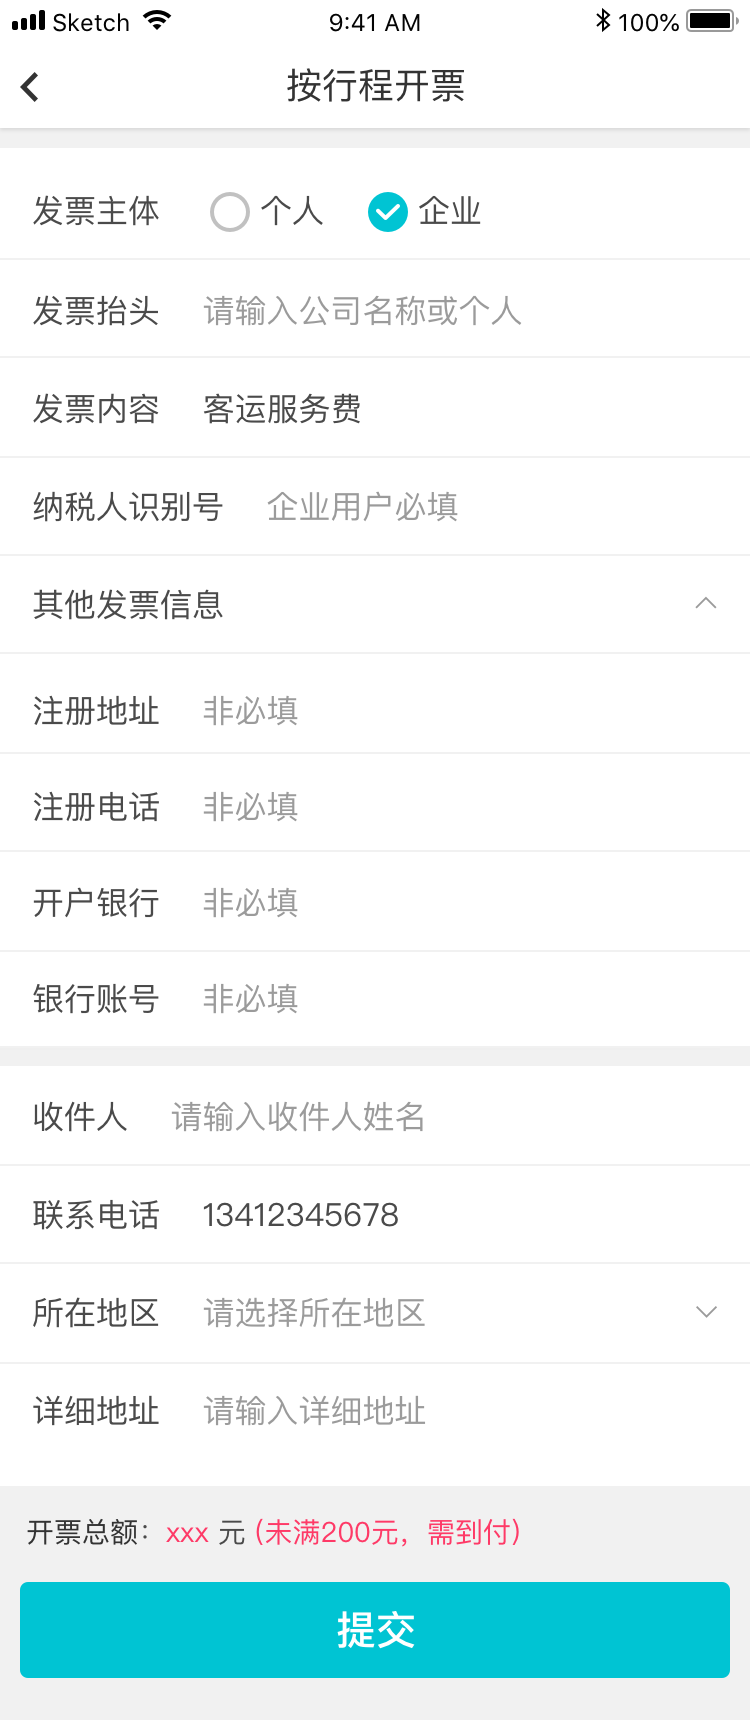 Sketch 9:41 AM 100%
按行程开票
发票主体 个人 企业
发票抬头 请输入公司名称或个人
发票内容 客运服务费
纳税人识别号 企业用户必填
其他发票信息
注册地址 非必填
注册电话 非必填
开户银行 非必填
银行账号 非必填
收件人 请输入收件人姓名
联系电话 13412345678
所在地区 请选择所在地区
详细地址 请输入详细地址
开票总额：xxx 元 (未满200元，需到付)
提交